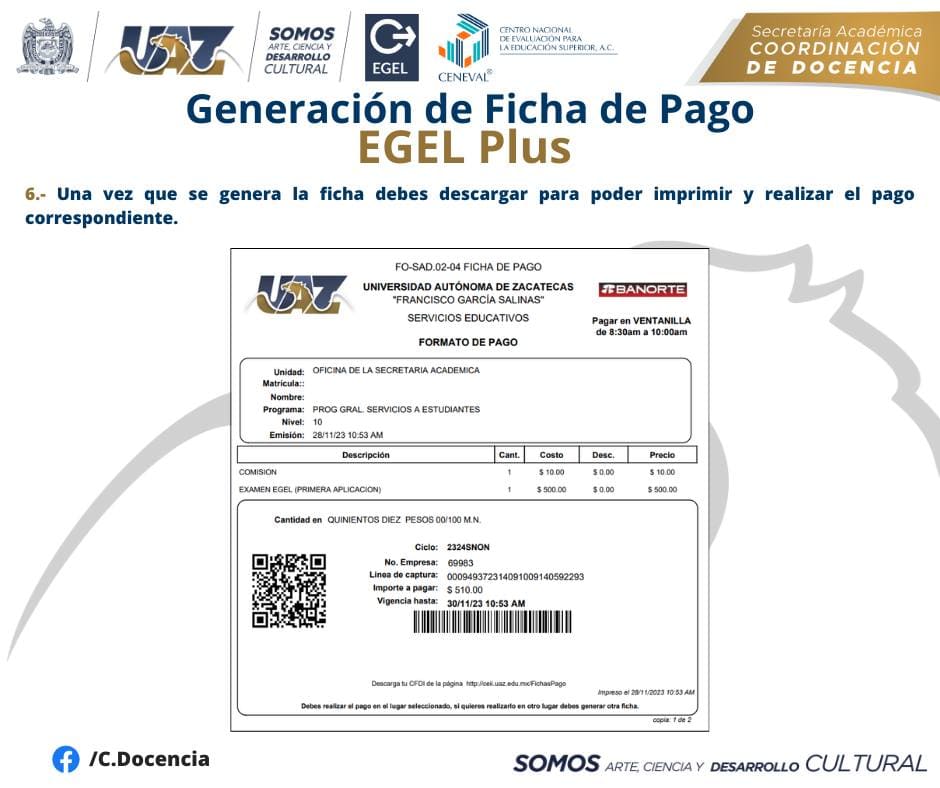 UAZ
SOMOS
ARTE, CIENCIA Y
DESARROLLO
CULTURAL
EGEL
CENEVAL®
CENTRO NACIONAL
DE EVALUACIÓN PARA
LA EDUCACIÓN SUPERIOR, A.C.
Secretaría Académica
COORDINACIÓN
DE DOCENCIA
Generación de Ficha de Pago
EGEL Plus
6.- Una vez que se genera la ficha debes descargar para poder imprimir y realizar el pago
correspondiente.
UAZ
FO-SAD.02-04 FICHA DE PAGO
UNIVERSIDAD AUTÓNOMA DE ZACATECAS
"FRANCISCO GARCÍA SALINAS"
SERVICIOS EDUCATIVOS
FORMATO DE PAGO
BANORTE
Pagar en VENTANILLA
de 8:30am a 10:00am
Unidad: OFICINA DE LA SECRETARIA ACADEMICA
Matrícula::
Nombre:
Programa: PROG GRAL. SERVICIOS A ESTUDIANTES
Nivel: 10
Emisión: 28/11/23 10:53 AM
Descripción Cant. Costo Desc. Precio
COMISION 1 $ 10.00 $ 0.00 $ 10.00
EXAMEN EGEL (PRIMERA APLICACION) 1 $ 500.00 $ 0.00 $ 500.00
Cantidad en QUINIENTOS DIEZ PESOS 00/100 M.N.
Ciclo: 2324SNON
No. Empresa: 69983
Linea de captura: 00094937231409100914059​2293
Importe a pagar: $ 510.00
Vigencia hasta: 30/11/23 10:53 AM
Descarga tu CFDI de la página http://ceii.uaz.edu.mx/FichasPago
Impreso el 28/11/2023 10:53 AM
Debes realizar el pago en el lugar seleccionado, si quieres realizarlo en otro lugar debes generar otra ficha.
copia: 1 de 2
/C.Docencia
SOMOS ARTE, CIENCIA Y DESARROLLO CULTURAL